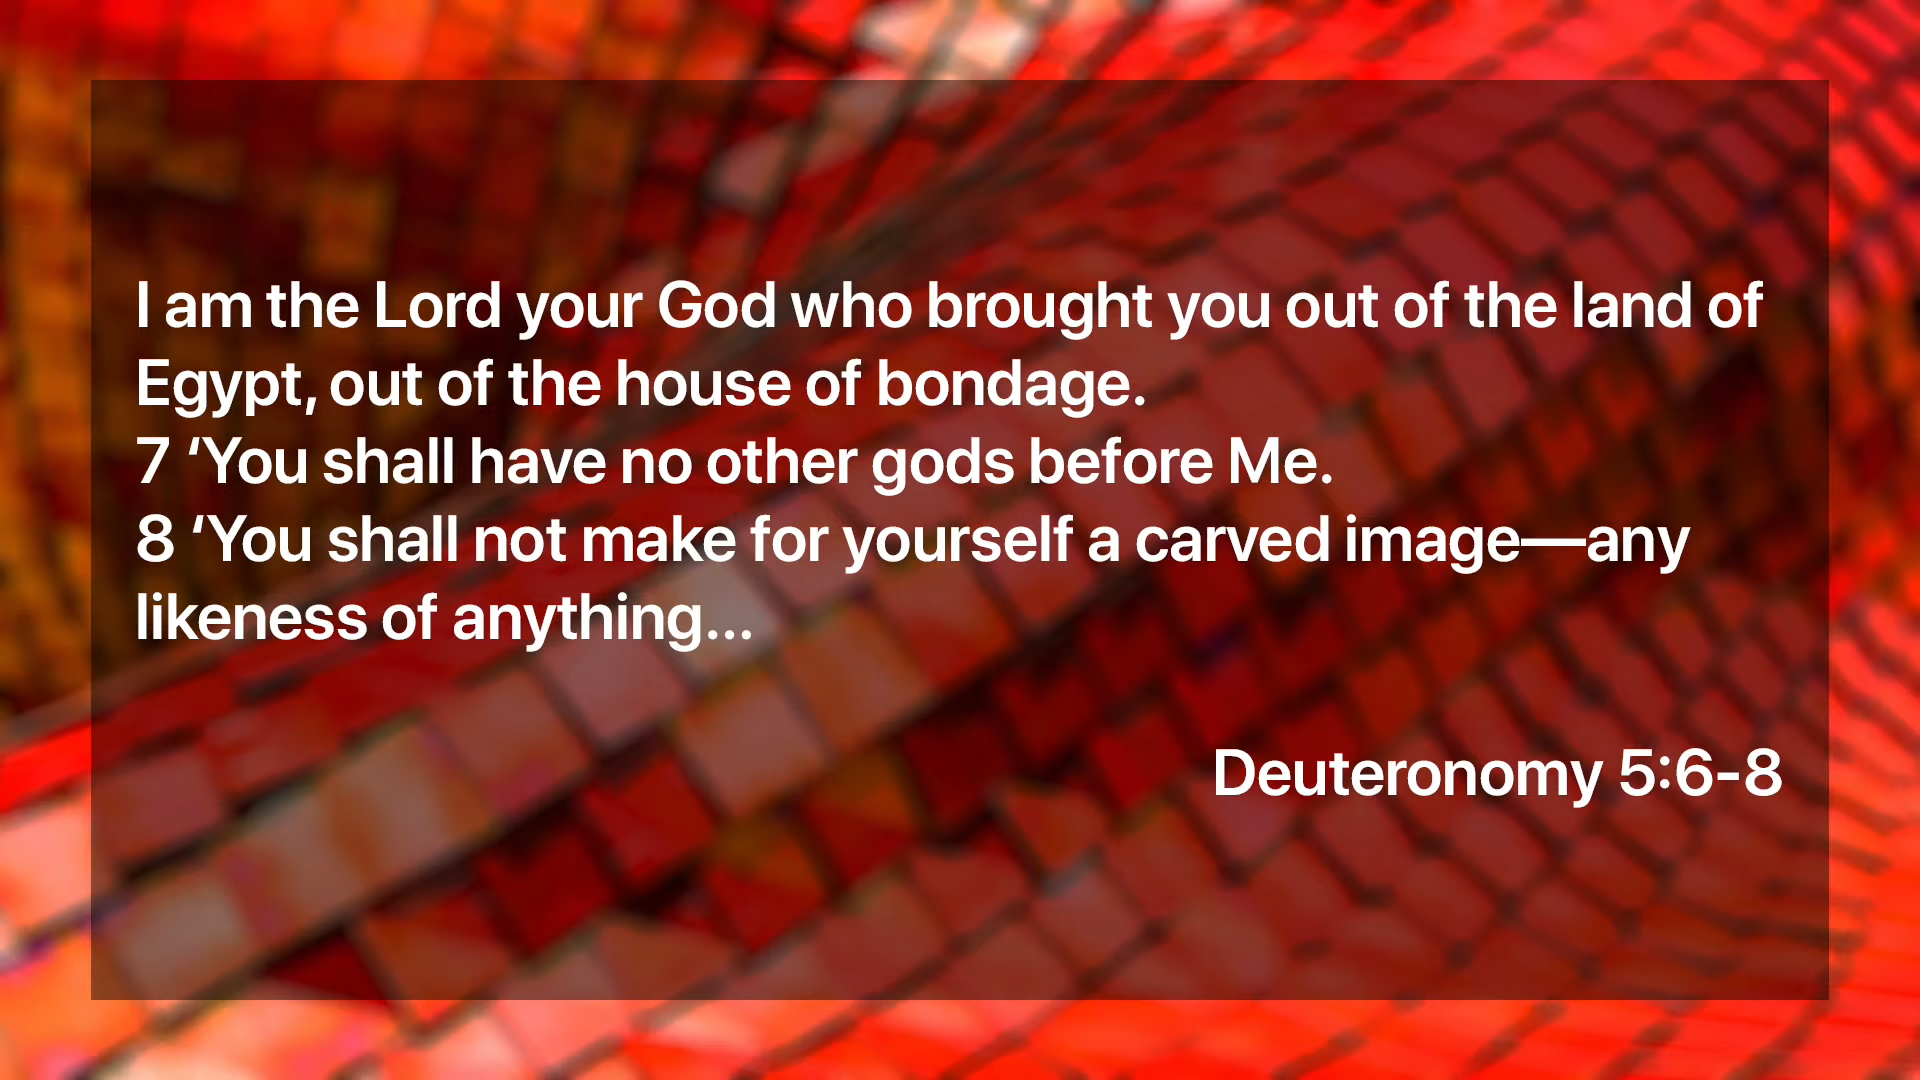 I am the Lord your God who brought you out of the land of
Egypt, out of the house of bondage.
7 ‘You shall have no other gods before Me.
8 ‘You shall not make for yourself a carved image—any
likeness of anything...
Deuteronomy 5:6-8